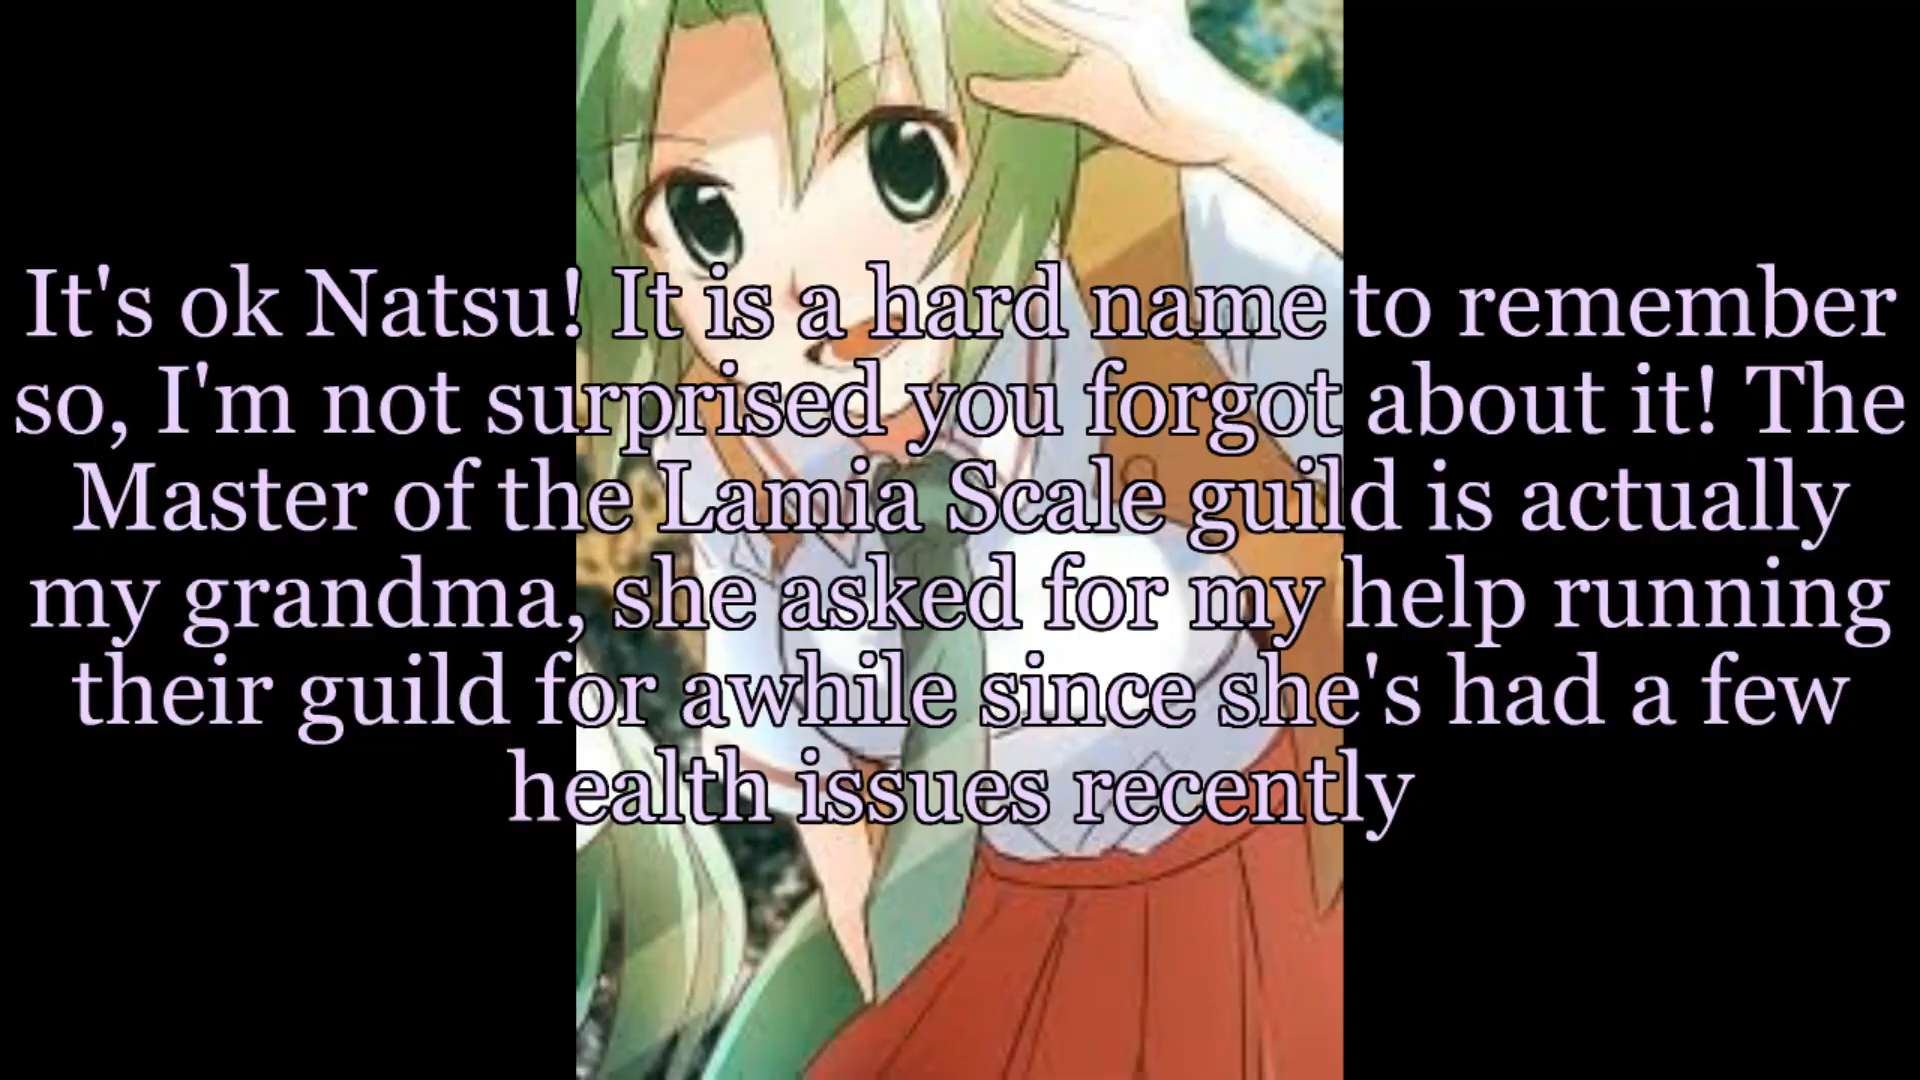 It's ok Natsu! It is a hard name to remember
so, I'm not surprised you forgot about it! The
Master of the Lamia Scale guild is actually
my grandma, she asked for my help running
their guild for awhile since she's had a few
health issues recently